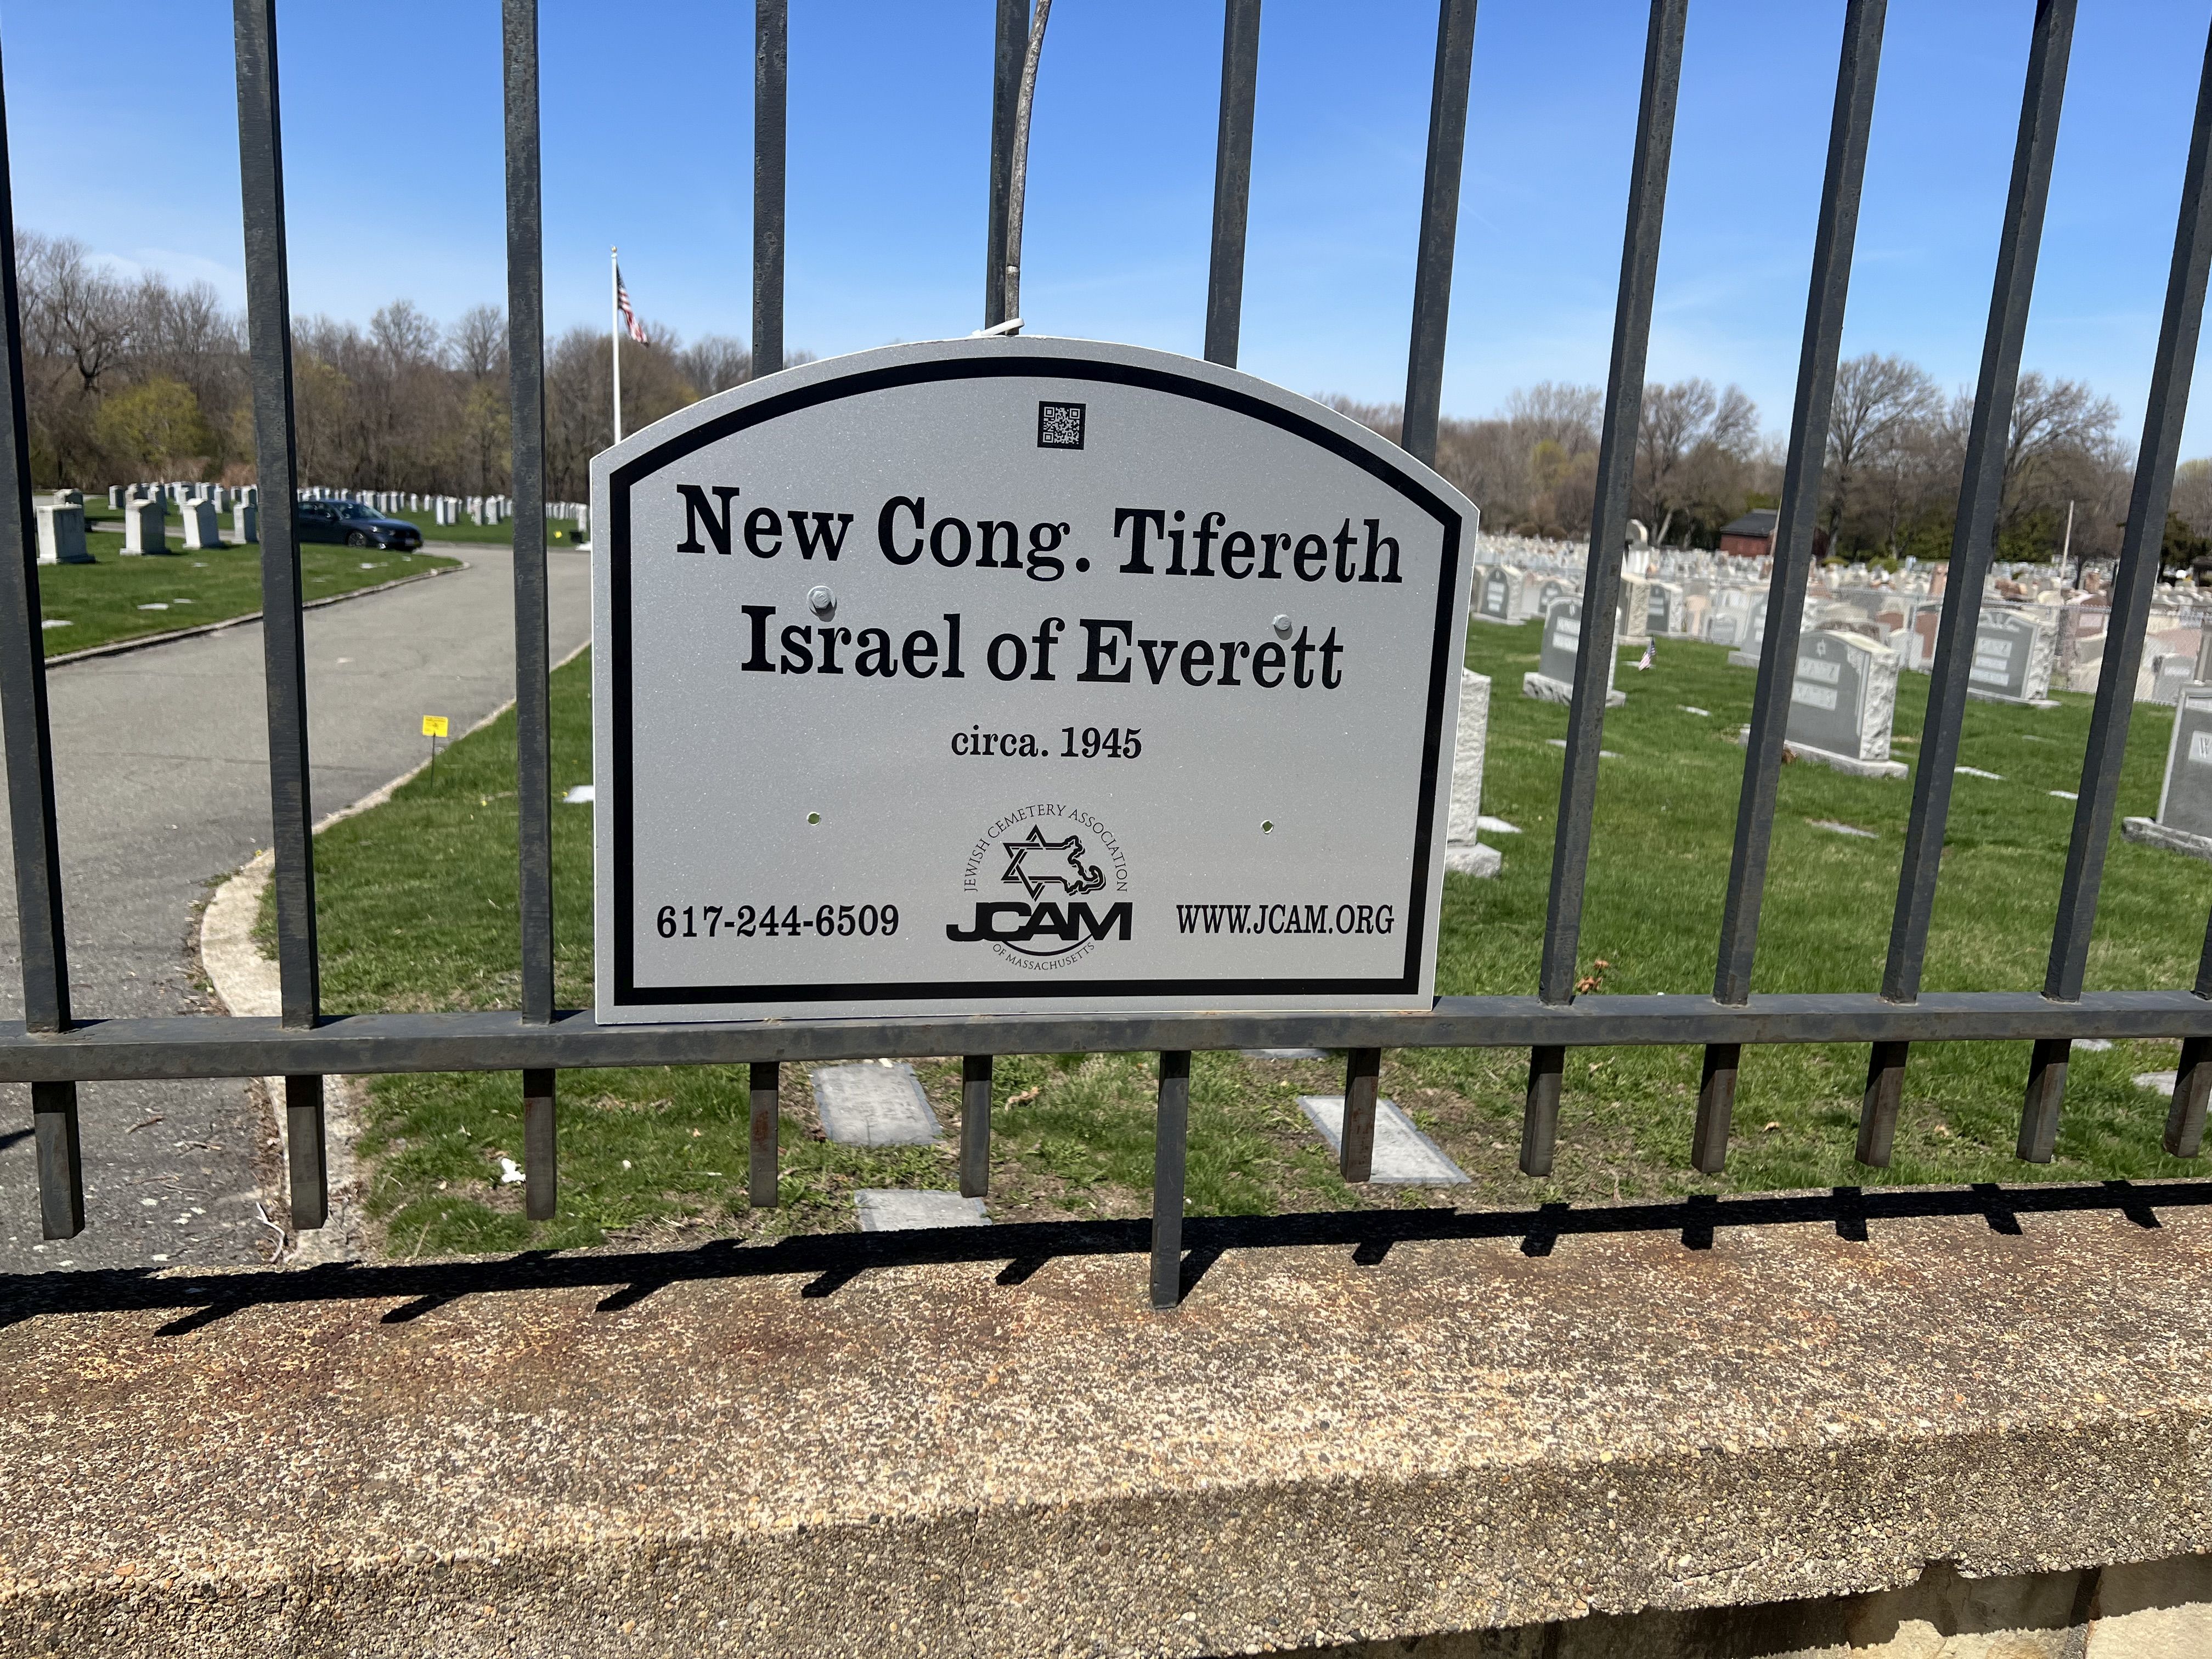 New Cong. Tifereth
Israel of Everett
circa. 1945
JEWISH CEMETERY ASSOCIATION
JCAM
OF MASSACHUSETTS
617-244-6509
WWW.JCAM.ORG